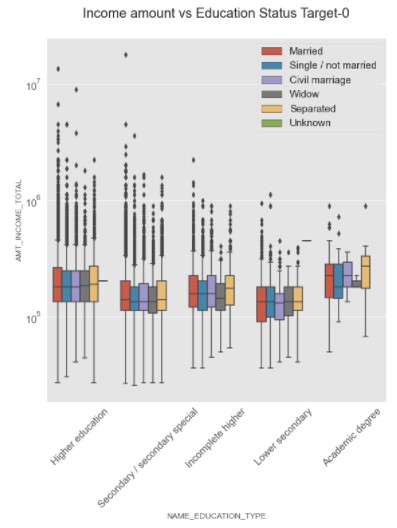 Income amount vs Education Status Target-0
Married
Single / not married
Civil marriage
Widow
Separated
Unknown
10^7
10^6
10^5
AMT_INCOME_TOTAL
Higher education
Secondary / secondary special
Incomplete higher
Lower secondary
Academic degree
NAME_EDUCATION_TYPE